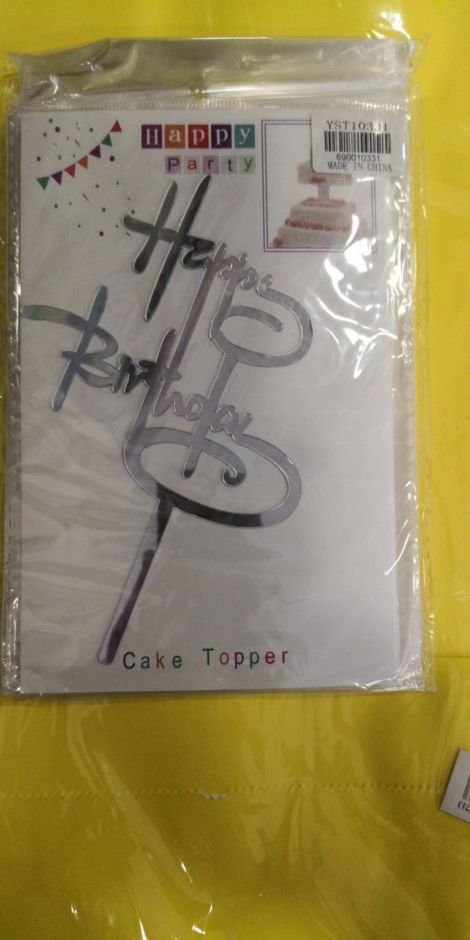 YST10331
690010331
MADE IN CHINA
Happy
Party
Happy
Birthday
Cake Topper